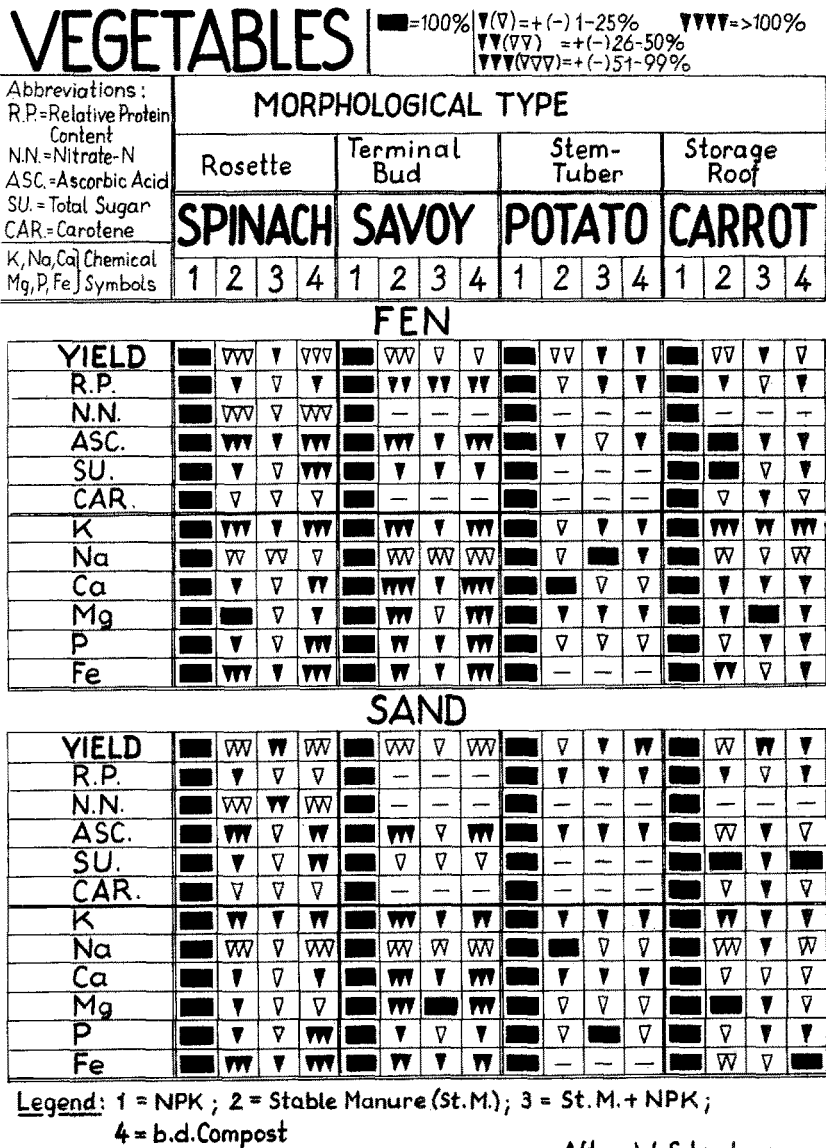 VEGETABLES
■=100%
▼(▽)=+(-)1-25% ▼▼▼▼=>100%
▼▼(▽▽) =+(-)26-50%
▼▼▼(▽▽▽)=+(-)51-99%
Abbreviations:
R.P.=Relative Protein
Content
N.N.=Nitrate-N
ASC.=Ascorbic Acid
SU.=Total Sugar
CAR.=Carotene
K,Na,Ca] Chemical
Mg,P,Fe] Symbols
MORPHOLOGICAL TYPE
Rosette
Terminal
Bud
Stem-
Tuber
Storage
Roof
SPINACH SAVOY POTATO CARROT
1 2 3 4 1 2 3 4 1 2 3 4 1 2 3 4
FEN
YIELD
R.P.
N.N.
ASC.
SU.
CAR.
K
Na
Ca
Mg
P
Fe
SAND
YIELD
R.P.
N.N.
ASC.
SU.
CAR.
K
Na
Ca
Mg
P
Fe
Legend: 1 = NPK ; 2 = Stable Manure (St.M.); 3 = St.M.+ NPK ;
4 = b.d.Compost